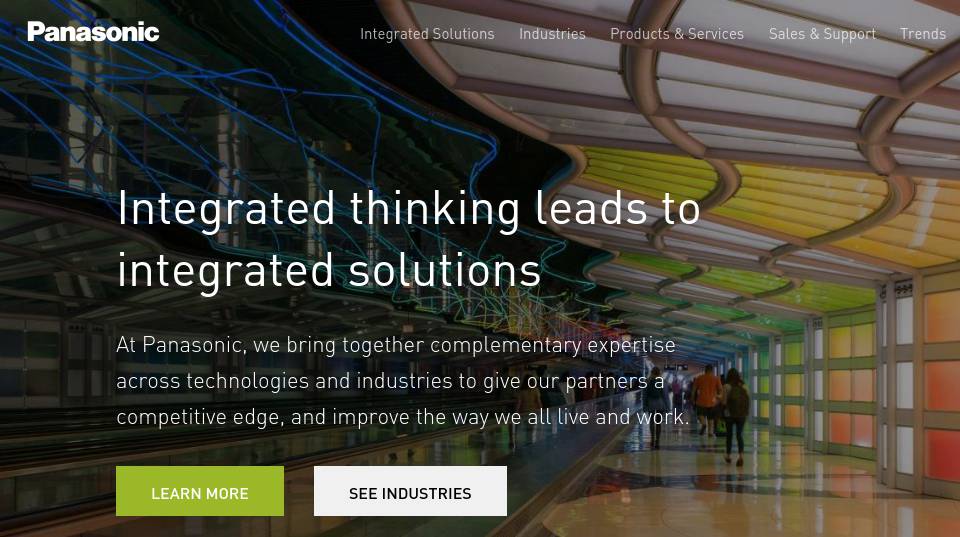 Panasonic
Integrated Solutions Industries Products & Services Sales & Support Trends
Integrated thinking leads to
integrated solutions
At Panasonic, we bring together complementary expertise
across technologies and industries to give our partners a
competitive edge, and improve the way we all live and work.
LEARN MORE SEE INDUSTRIES